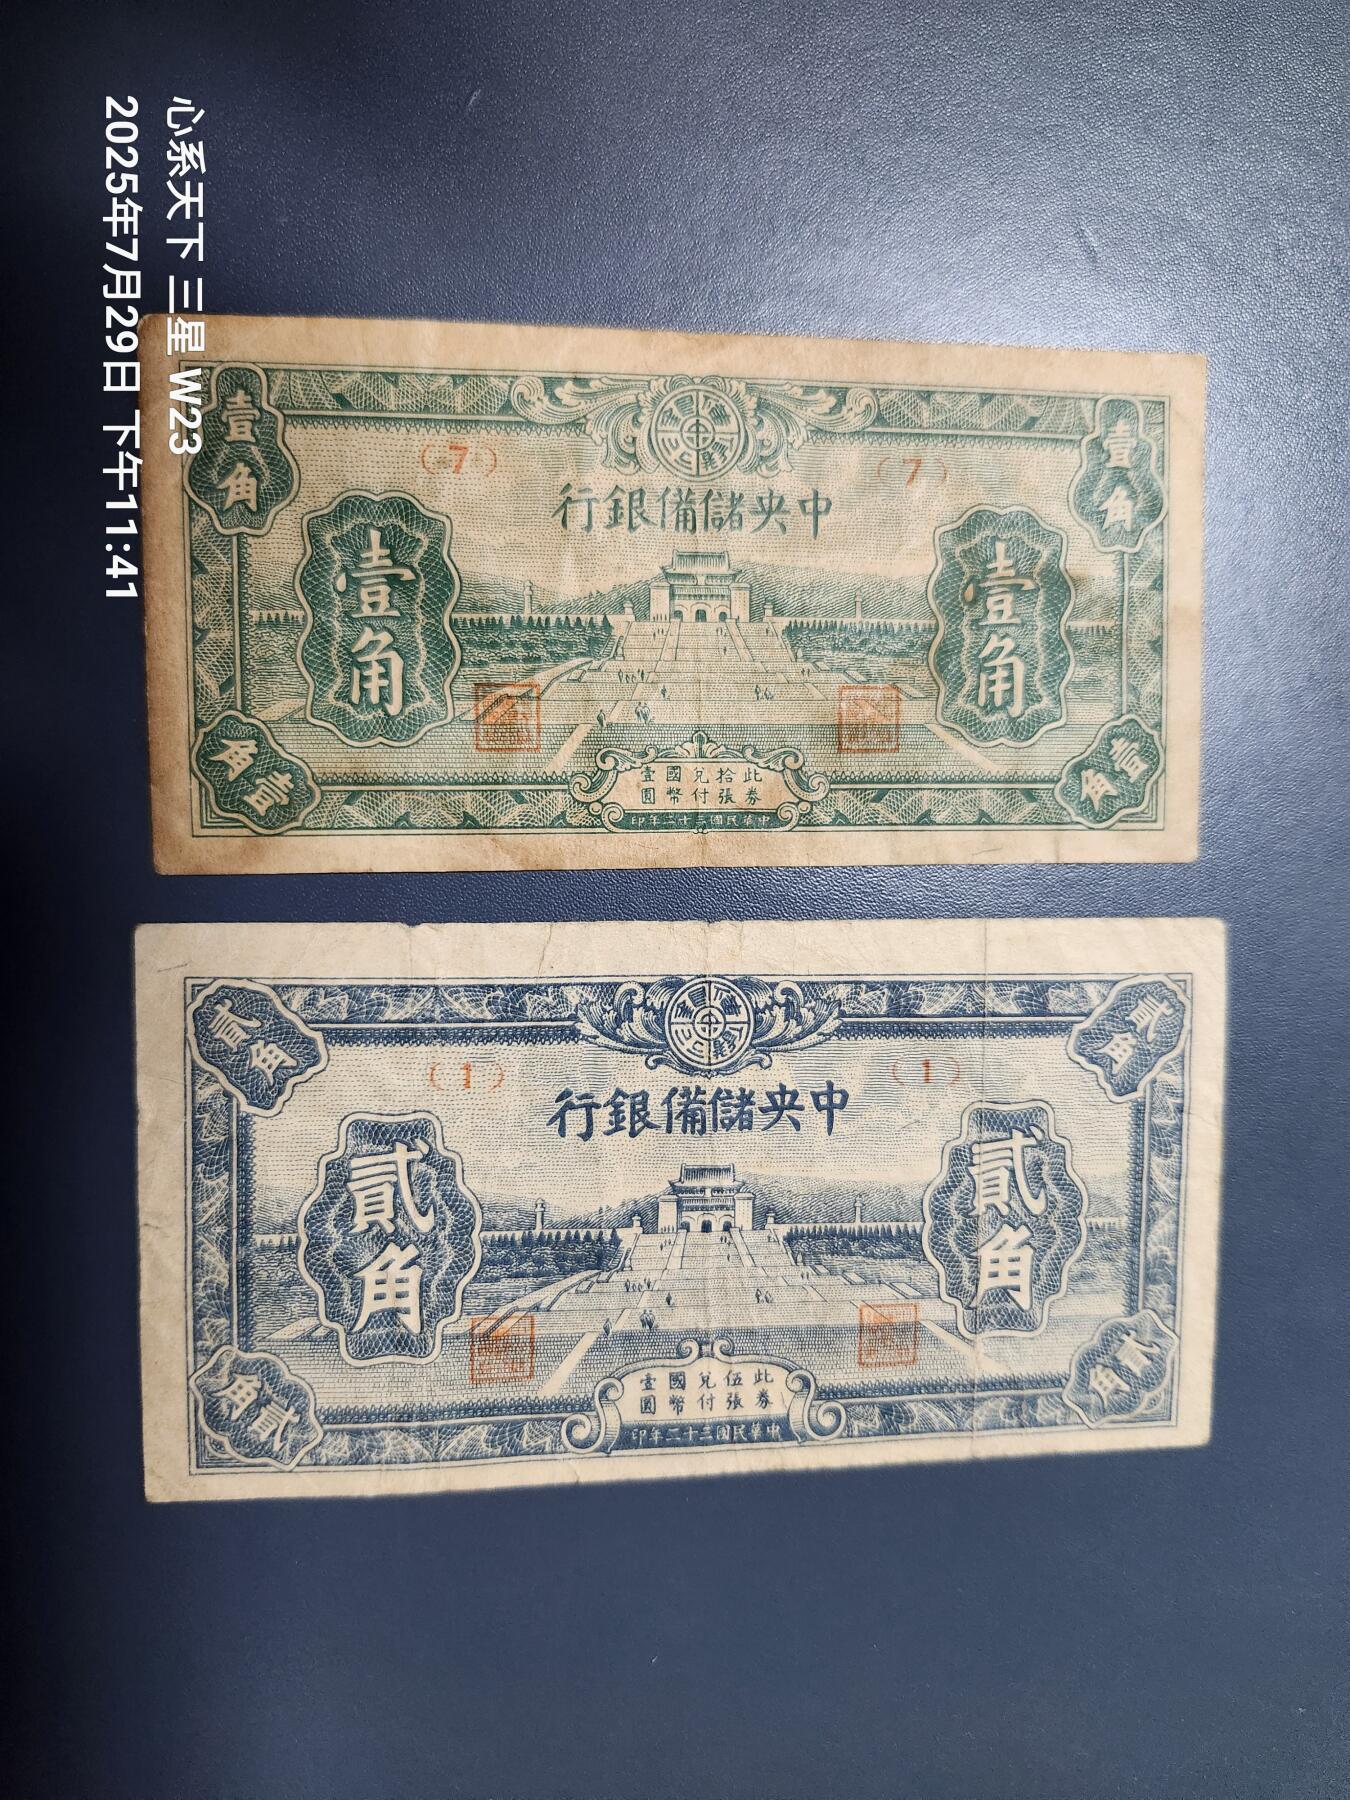 心系天下 三星 W23
2025年7月29日 下午11:41
壹角
壹角
(7)
(7)
中央儲備銀行
壹角
壹角
此券拾張兌付國幣壹圓
中華民國三十二年印
壹角
壹角
貳角
貳角
(1)
(1)
中央儲備銀行
貳角
貳角
此券伍張兌付國幣壹圓
中華民國三十二年印
貳角
貳角